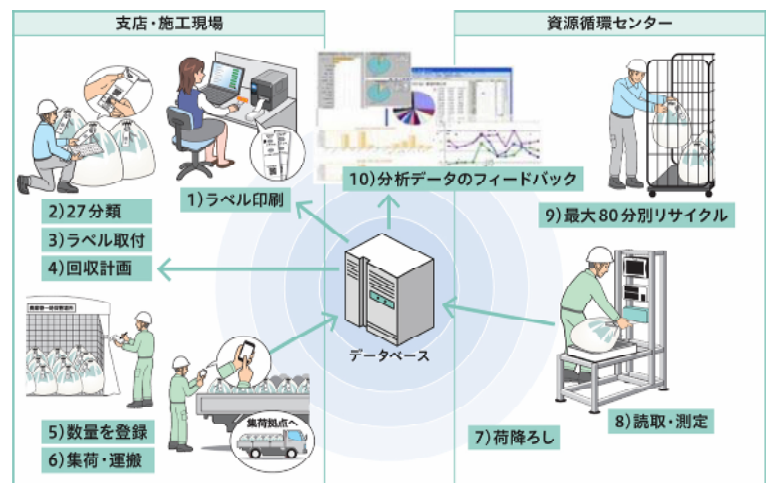 支店・施工現場
資源循環センター
1)ラベル印刷
2)27分類
3)ラベル取付
4)回収計画
10)分析データのフィードバック
9)最大80分別リサイクル
データベース
5)数量を登録
6)集荷・運搬
集荷拠点へ
7)荷降ろし
8)読取・測定